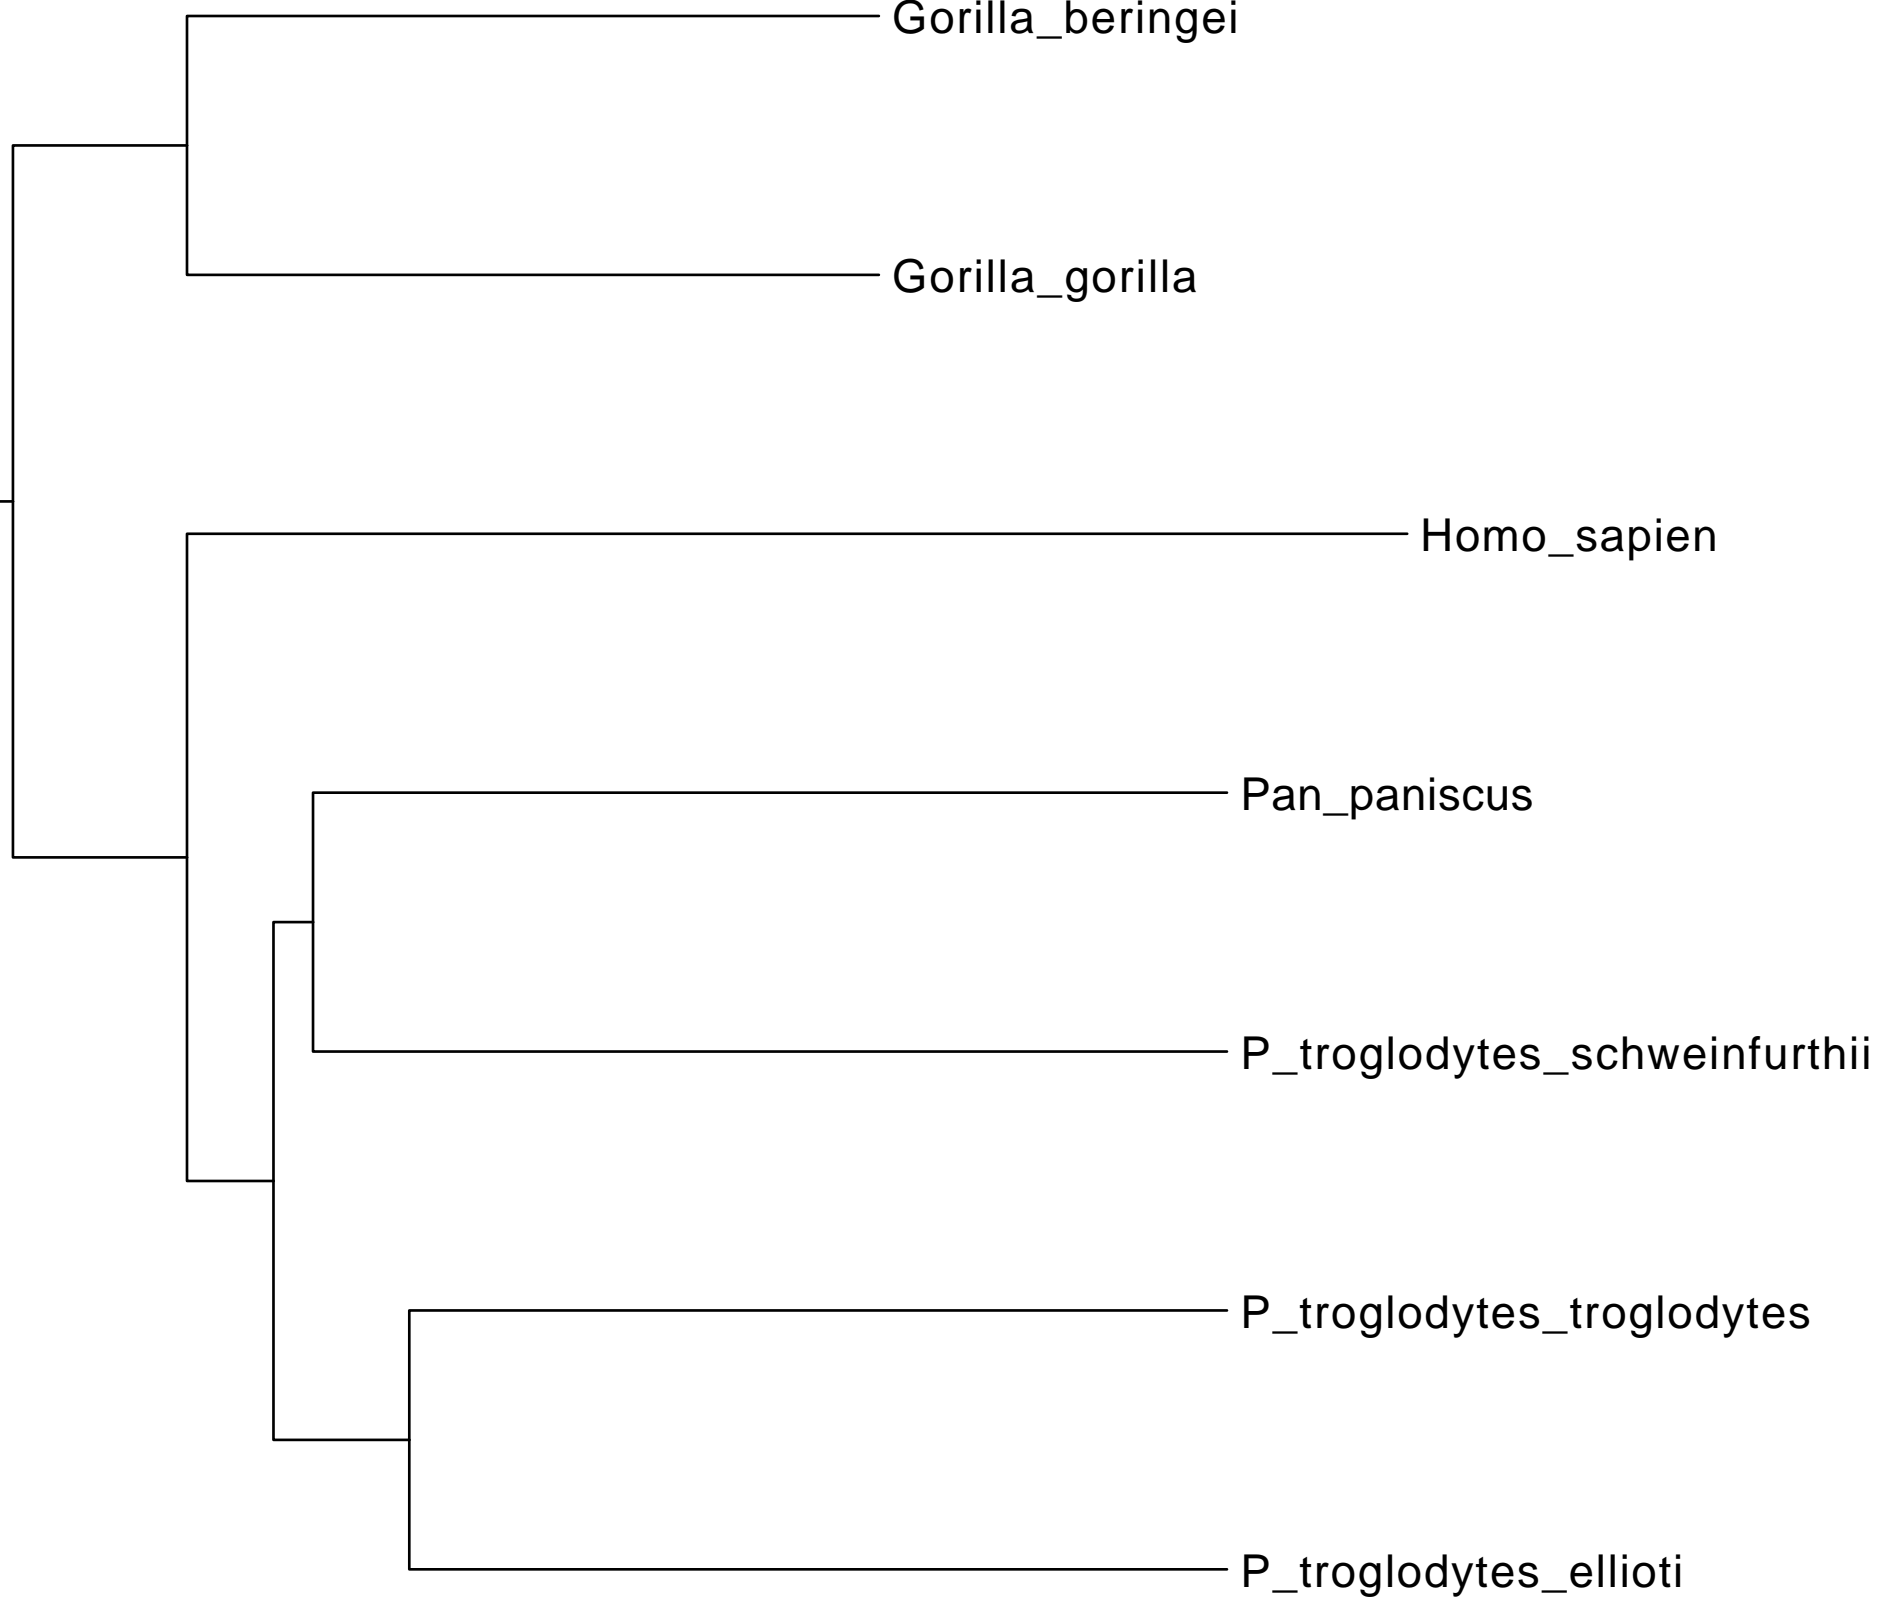 Gorilla_beringei
Gorilla_gorilla
Homo_sapien
Pan_paniscus
P_troglodytes_schweinfurthii
P_troglodytes_troglodytes
P_troglodytes_ellioti